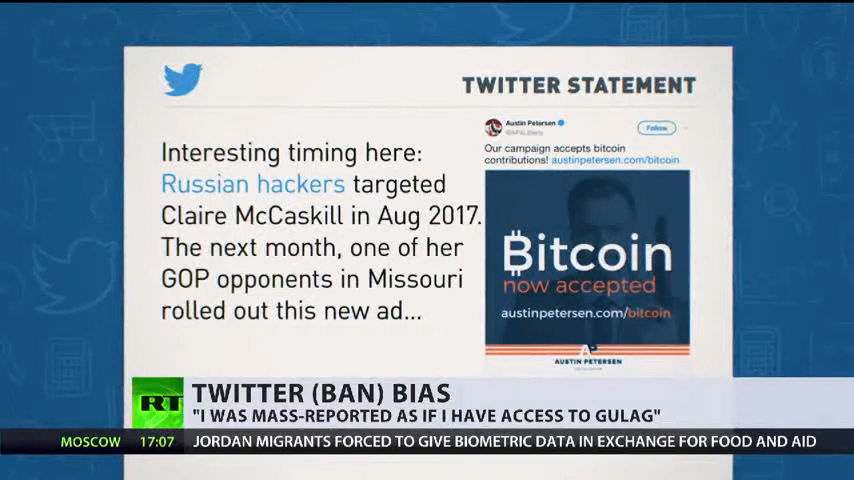 TWITTER STATEMENT
Interesting timing here:
Russian hackers targeted
Claire McCaskill in Aug 2017.
The next month, one of her
GOP opponents in Missouri
rolled out this new ad...
Austin Petersen
Follow
Our campaign accepts bitcoin
contributions! austinpetersen.com/bitcoin
Bitcoin
now accepted
austinpetersen.com/bitcoin
AP
AUSTIN PETERSEN
RT
TWITTER (BAN) BIAS
"I WAS MASS-REPORTED AS IF I HAVE ACCESS TO GULAG"
MOSCOW 17:07 JORDAN MIGRANTS FORCED TO GIVE BIOMETRIC DATA IN EXCHANGE FOR FOOD AND AID